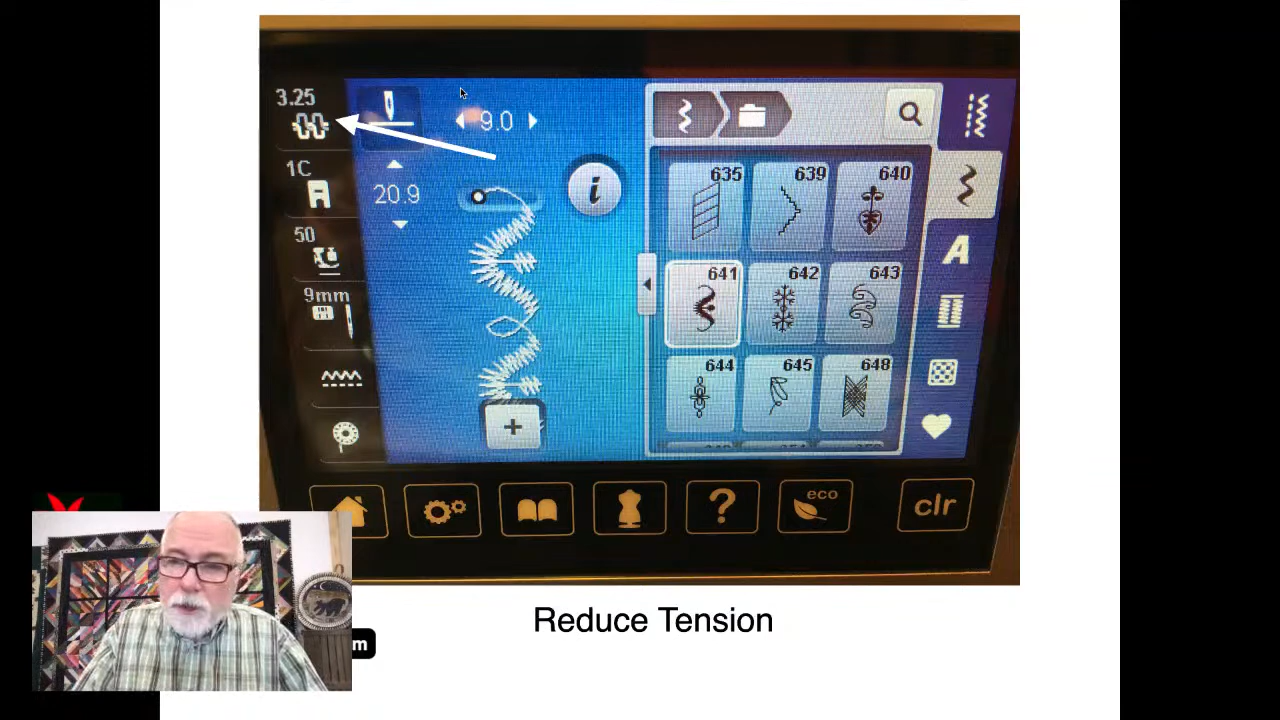 3.25
9.0
1C
20.9
50
9mm
635
639
640
641
642
643
644
645
648
A
i
+
?
eco
clr
Reduce Tension
m